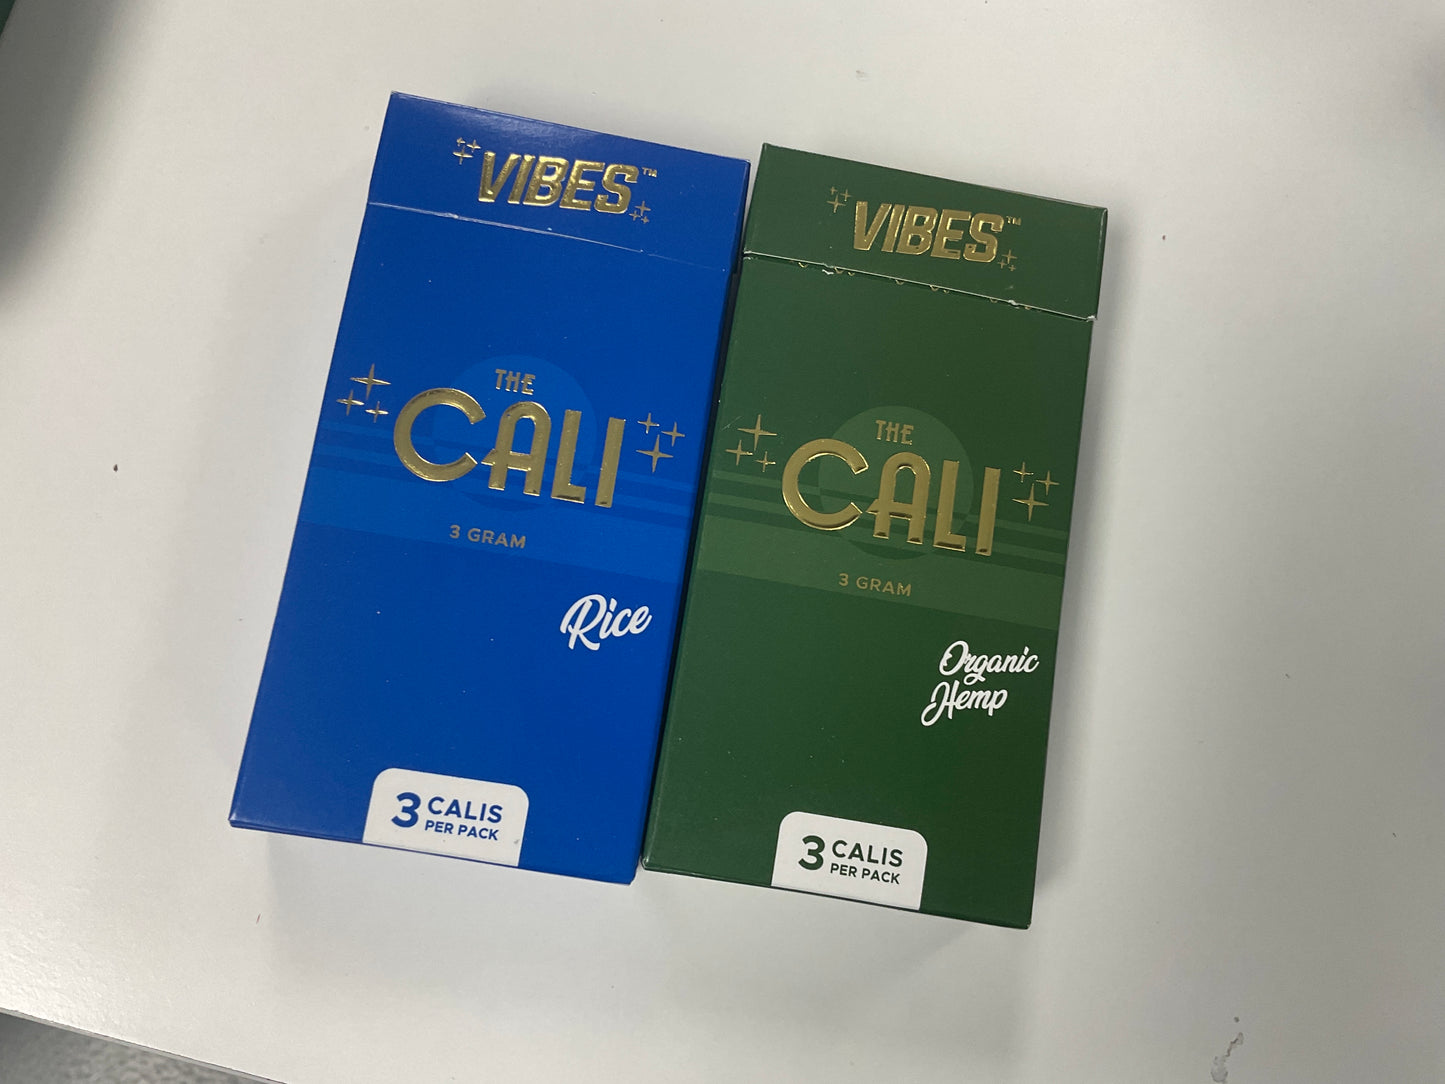 VIBES™
THE
CALI
3 GRAM
Rice
3 CALIS
PER PACK
VIBES™
THE
CALI
3 GRAM
Organic
Hemp
3 CALIS
PER PACK